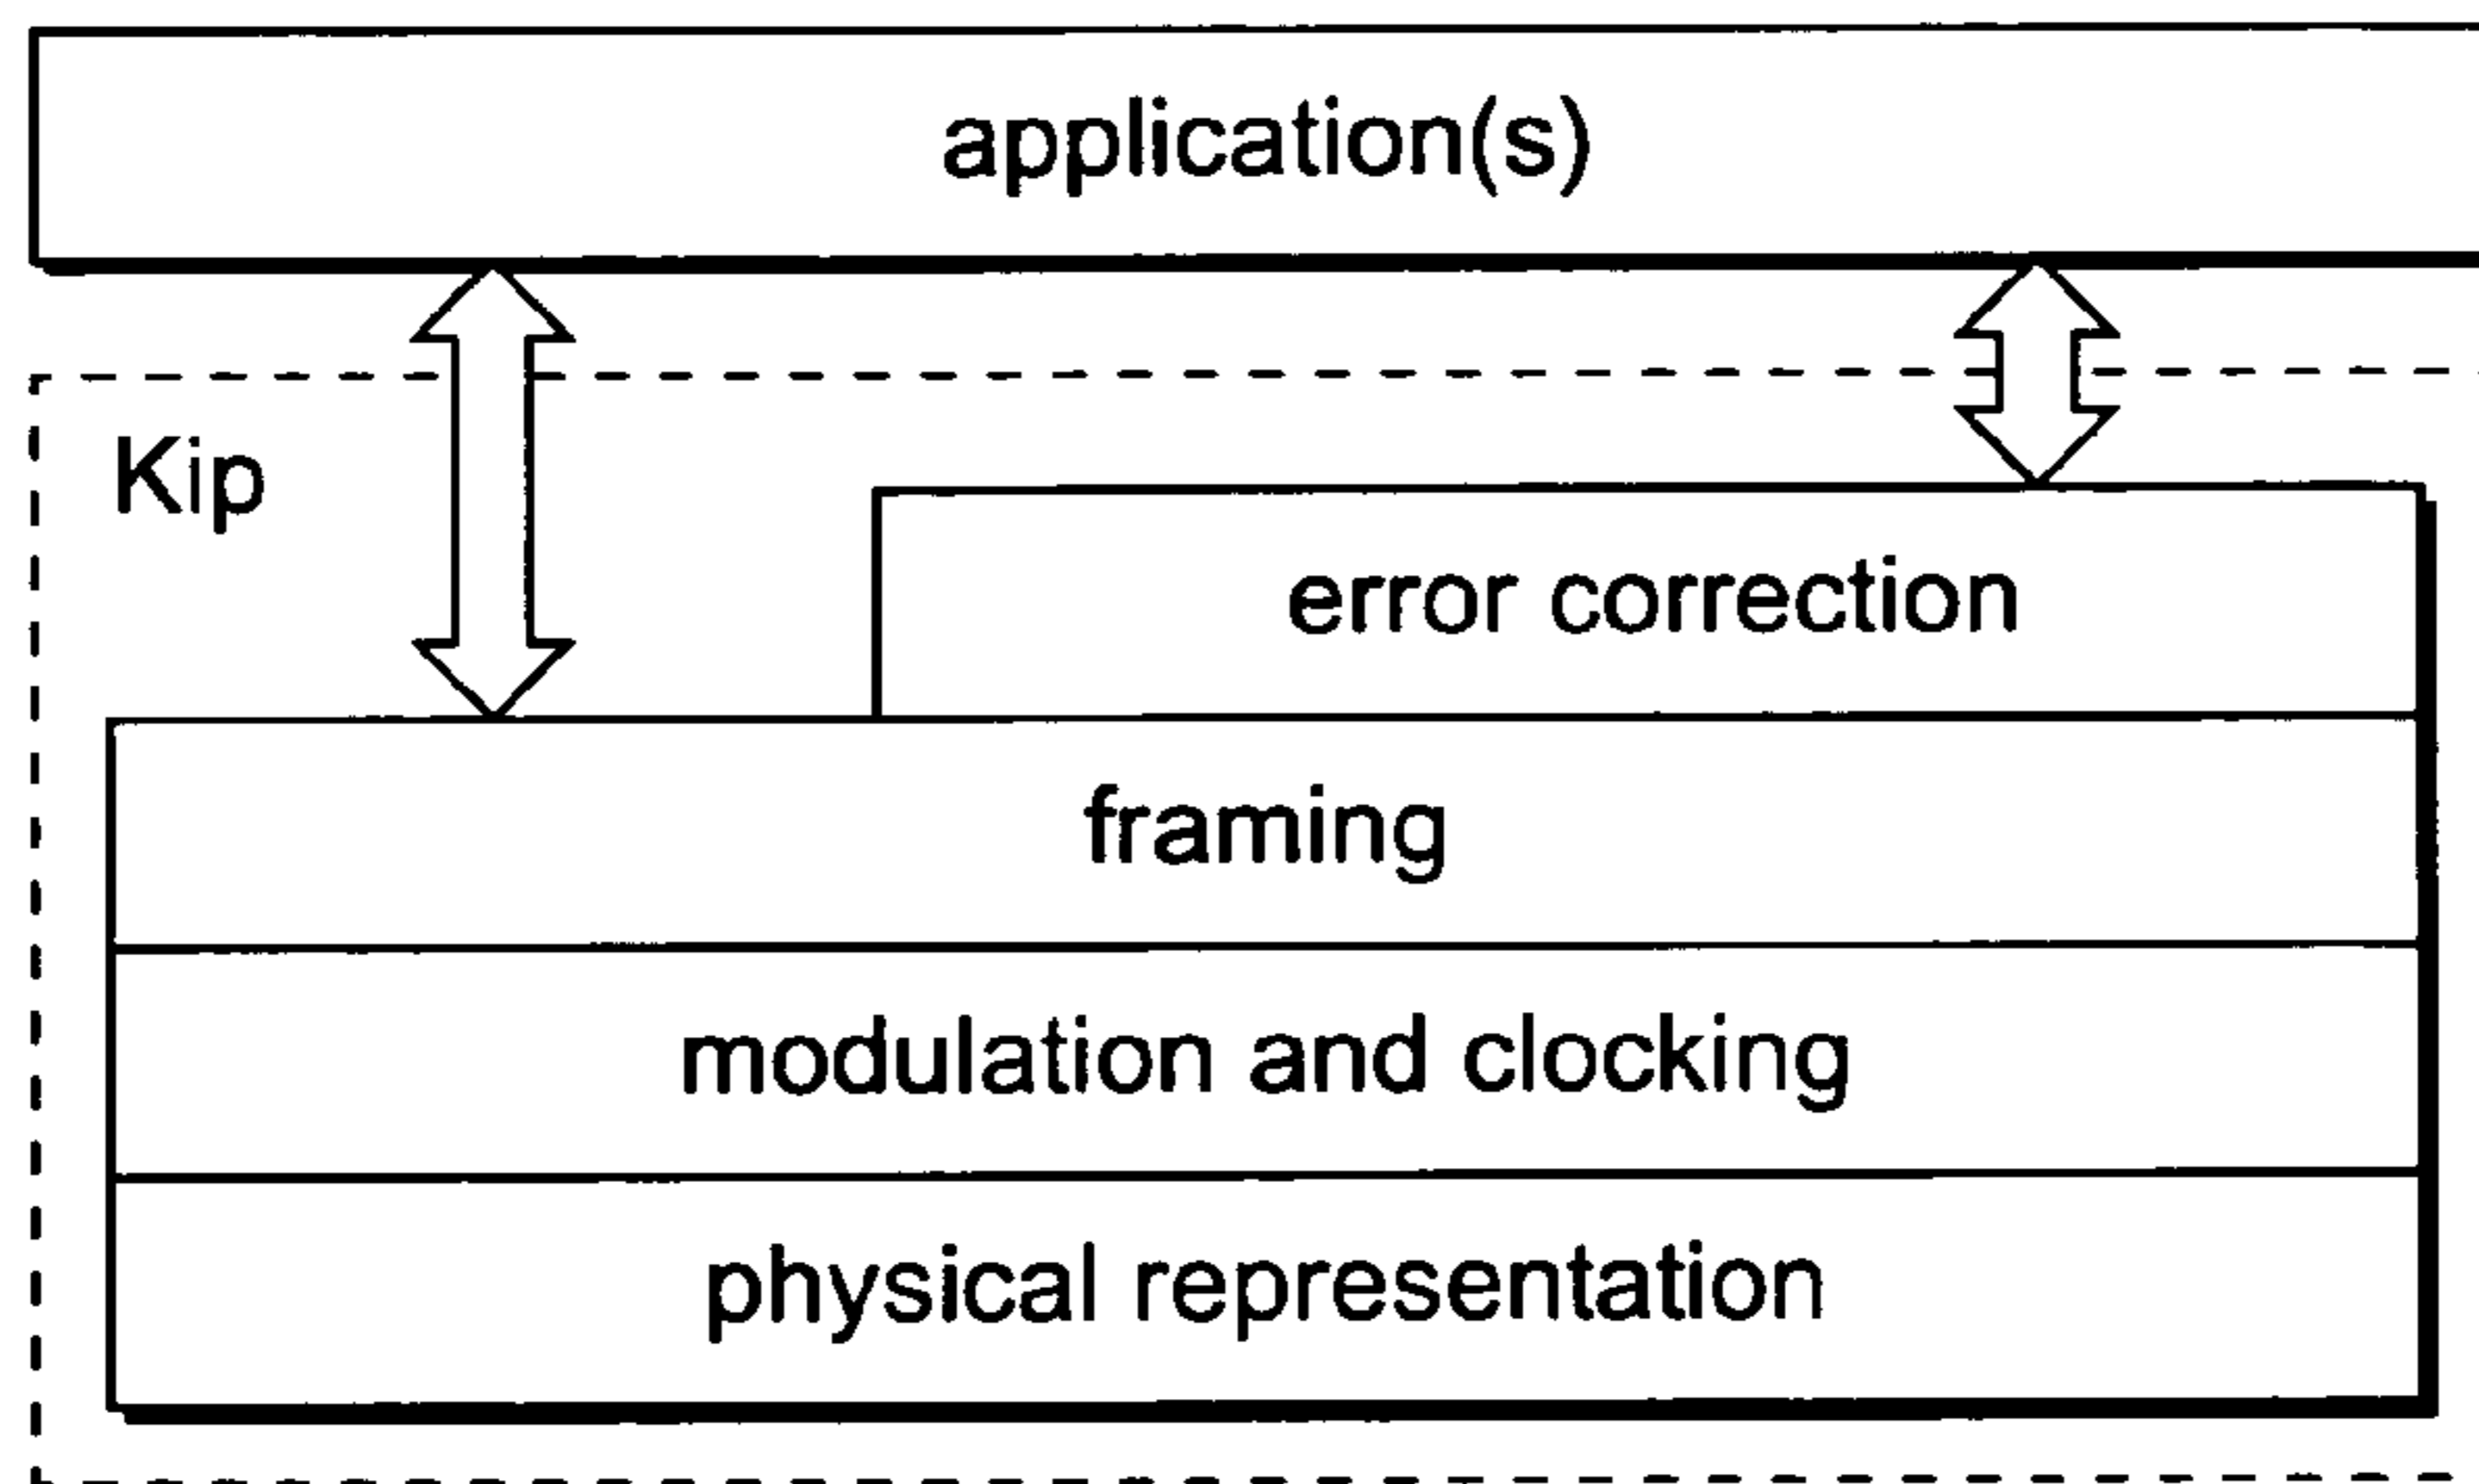 application(s)
Kip
error correction
framing
modulation and clocking
physical representation